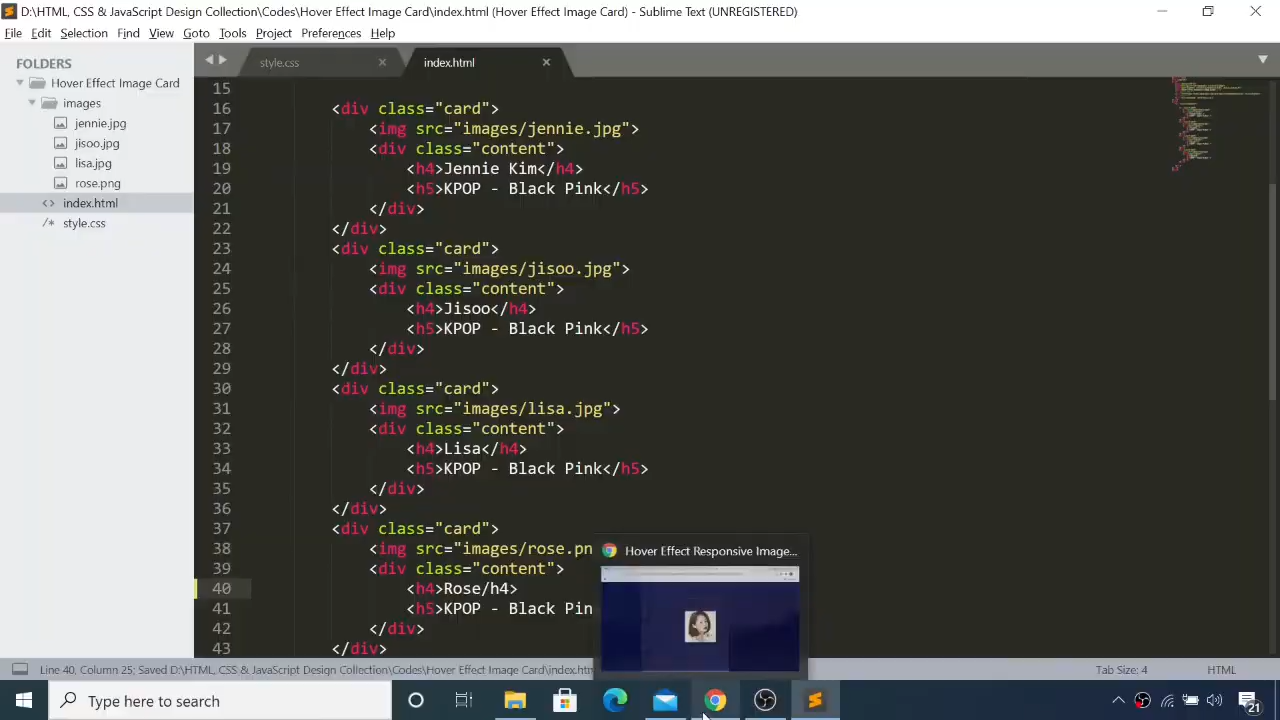 D:\HTML, CSS & JavaScript Design Collection\Codes\Hover Effect Image Card\index.html (Hover Effect Image Card) - Sublime Text (UNREGISTERED)
File Edit Selection Find View Goto Tools Project Preferences Help
FOLDERS
Hover Effect Image Card
images
jennie.jpg
jisoo.jpg
lisa.jpg
rose.png
<> index.html
/* style.css
style.css
index.html
15
16 <div class="card">
17 <img src="images/jennie.jpg">
18 <div class="content">
19 <h4>Jennie Kim</h4>
20 <h5>KPOP - Black Pink</h5>
21 </div>
22 </div>
23 <div class="card">
24 <img src="images/jisoo.jpg">
25 <div class="content">
26 <h4>Jisoo</h4>
27 <h5>KPOP - Black Pink</h5>
28 </div>
29 </div>
30 <div class="card">
31 <img src="images/lisa.jpg">
32 <div class="content">
33 <h4>Lisa</h4>
34 <h5>KPOP - Black Pink</h5>
35 </div>
36 </div>
37 <div class="card">
38 <img src="images/rose.pn
39 <div class="content">
40 <h4>Rose/h4>
41 <h5>KPOP - Black Pin
42 </div>
43 </div>
Hover Effect Responsive Image...
Line 40, Column 25; Saved D:\HTML, CSS & JavaScript Design Collection\Codes\Hover Effect Image Card\index.htm
Tab Size: 4
HTML
Type here to search
21